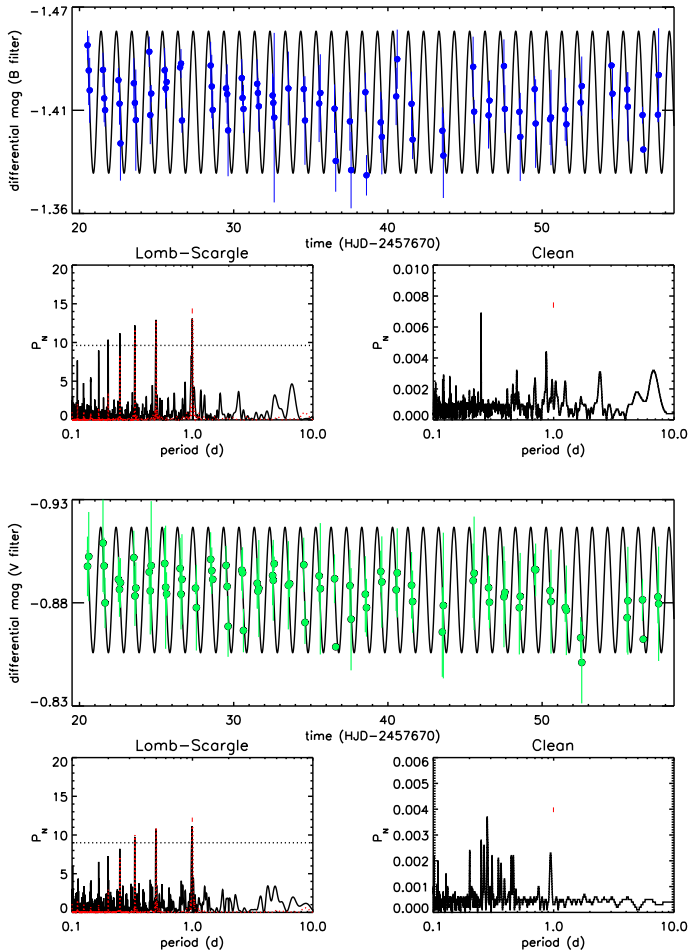 −1.47
−1.41
−1.36
differential mag (B filter)
20 30 40 50
time (HJD−2457670)
Lomb−Scargle Clean
20
15
10
5
0
P_N
0.1 1.0 10.0
period (d)
0.010
0.008
0.006
0.004
0.002
0.000
P_N
0.1 1.0 10.0
period (d)
−0.93
−0.88
−0.83
differential mag (V filter)
20 30 40 50
time (HJD−2457670)
Lomb−Scargle Clean
20
15
10
5
0
P_N
0.1 1.0 10.0
period (d)
0.006
0.005
0.004
0.003
0.002
0.001
0.000
P_N
0.1 1.0 10.0
period (d)